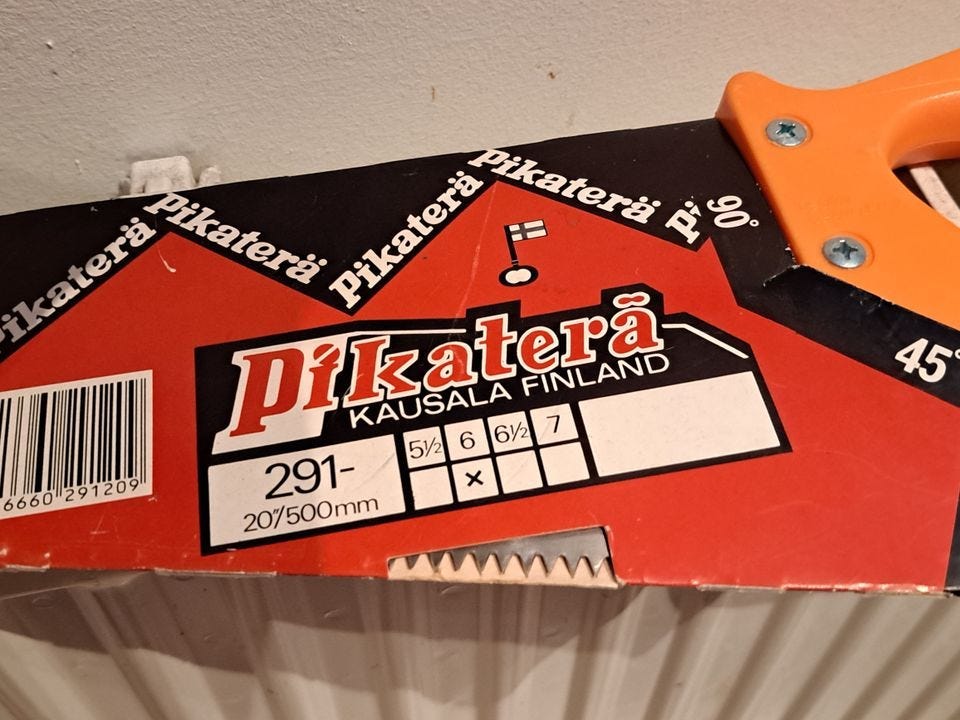 Pikaterä Pikaterä Pikaterä Pikaterä Pi
90°
45°
Pikaterä
KAUSALA FINLAND
291-
20"/500mm
5½ 6 6½ 7
x
6660 291209